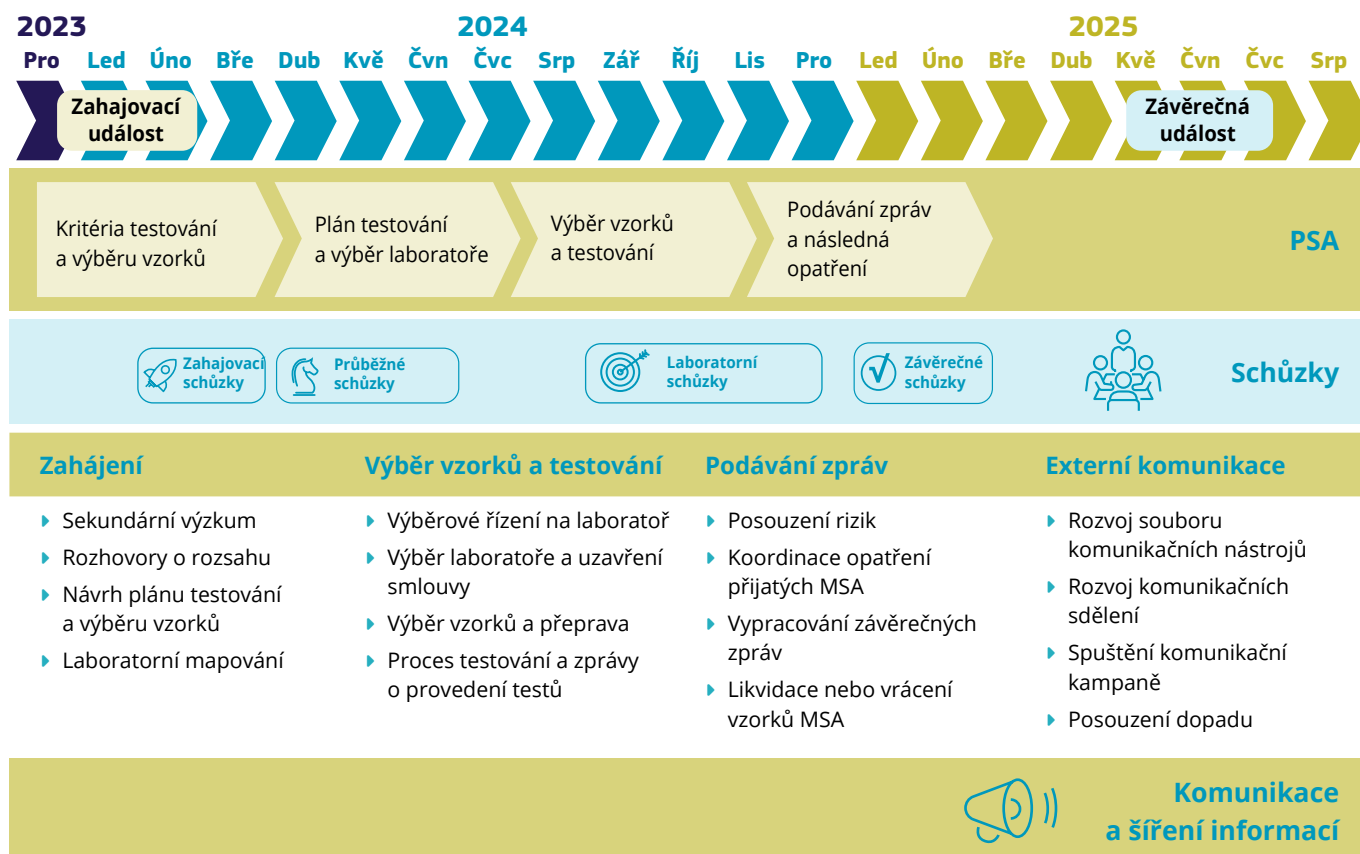 2023
2024
2025
Pro Led Úno Bře Dub Kvě Čvn Čvc Srp Zář Říj Lis Pro Led Úno Bře Dub Kvě Čvn Čvc Srp
Zahajovací
událost
Závěrečná
událost
Kritéria testování
a výběru vzorků
Plán testování
a výběr laboratoře
Výběr vzorků
a testování
Podávání zpráv
a následná
opatření
PSA
Zahajovací
schůzky
Průběžné
schůzky
Laboratorní
schůzky
Závěrečné
schůzky
Schůzky
Zahájení
Sekundární výzkum
Rozhovory o rozsahu
Návrh plánu testování
a výběru vzorků
Laboratorní mapování
Výběr vzorků a testování
Výběrové řízení na laboratoř
Výběr laboratoře a uzavření
smlouvy
Výběr vzorků a přeprava
Proces testování a zprávy
o provedení testů
Podávání zpráv
Posouzení rizik
Koordinace opatření
přijatých MSA
Vypracování závěrečných
zpráv
Likvidace nebo vrácení
vzorků MSA
Externí komunikace
Rozvoj souboru
komunikačních nástrojů
Rozvoj komunikačních
sdělení
Spuštění komunikační
kampaně
Posouzení dopadu
Komunikace
a šíření informací